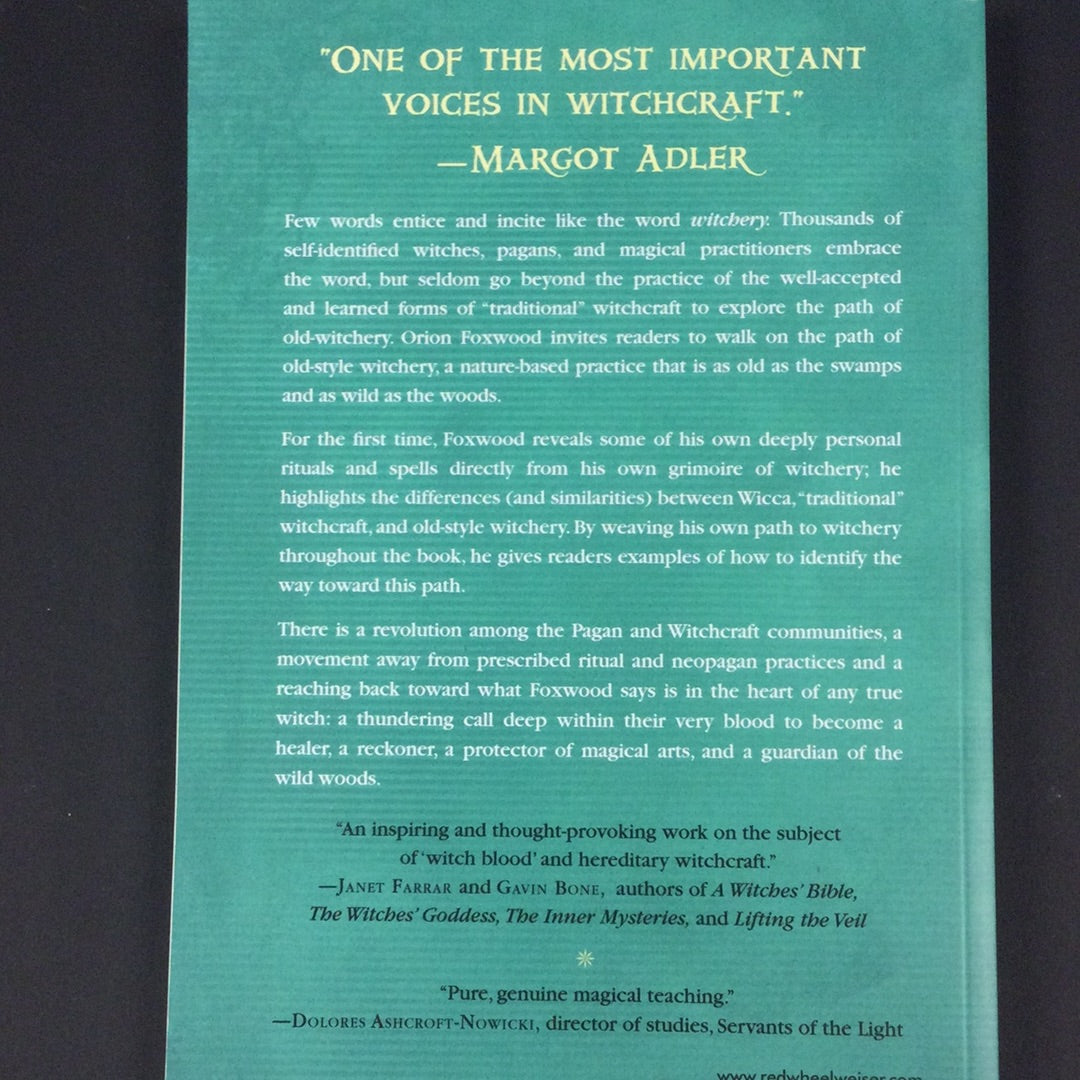 "One of the most important
voices in witchcraft."
—Margot Adler
Few words entice and incite like the word witchery. Thousands of
self-identified witches, pagans, and magical practitioners embrace
the word, but seldom go beyond the practice of the well-accepted
and learned forms of “traditional” witchcraft to explore the path of
old-witchery. Orion Foxwood invites readers to walk on the path of
old-style witchery, a nature-based practice that is as old as the swamps
and as wild as the woods.
For the first time, Foxwood reveals some of his own deeply personal
rituals and spells directly from his own grimoire of witchery; he
highlights the differences (and similarities) between Wicca, “traditional”
witchcraft, and old-style witchery. By weaving his own path to witchery
throughout the book, he gives readers examples of how to identify the
way toward this path.
There is a revolution among the Pagan and Witchcraft communities, a
movement away from prescribed ritual and neopagan practices and a
reaching back toward what Foxwood says is in the heart of any true
witch: a thundering call deep within their very blood to become a
healer, a reckoner, a protector of magical arts, and a guardian of the
wild woods.
“An inspiring and thought-provoking work on the subject
of ‘witch blood’ and hereditary witchcraft.”
—Janet Farrar and Gavin Bone, authors of A Witches’ Bible,
The Witches’ Goddess, The Inner Mysteries, and Lifting the Veil
“Pure, genuine magical teaching.”
—Dolores Ashcroft-Nowicki, director of studies, Servants of the Light
www.redwheelweiser.com